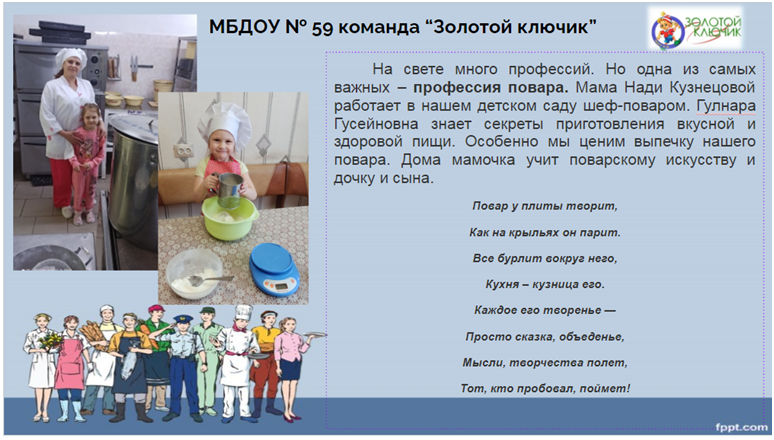 МБДОУ № 59 команда “Золотой ключик”
ЗОЛОТОЙ
КЛЮЧИК
На свете много профессий. Но одна из самых
важных – профессия повара. Мама Нади Кузнецовой
работает в нашем детском саду шеф-поваром. Гулнара
Гусейновна знает секреты приготовления вкусной и
здоровой пищи. Особенно мы ценим выпечку нашего
повара. Дома мамочка учит поварскому искусству и
дочку и сына.
Повар у плиты творит,
Как на крыльях он парит.
Все бурлит вокруг него,
Кухня – кузница его.
Каждое его творенье —
Просто сказка, объеденье,
Мысли, творчества полет,
Тот, кто пробовал, поймет!
fppt.com